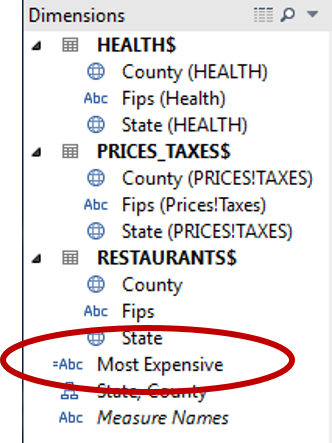 Dimensions
HEALTH$
County (HEALTH)
Abc Fips (Health)
State (HEALTH)
PRICES_TAXES$
County (PRICES!TAXES)
Abc Fips (Prices!Taxes)
State (PRICES!TAXES)
RESTAURANTS$
County
Abc Fips
State
=Abc Most Expensive
State, County
Abc Measure Names